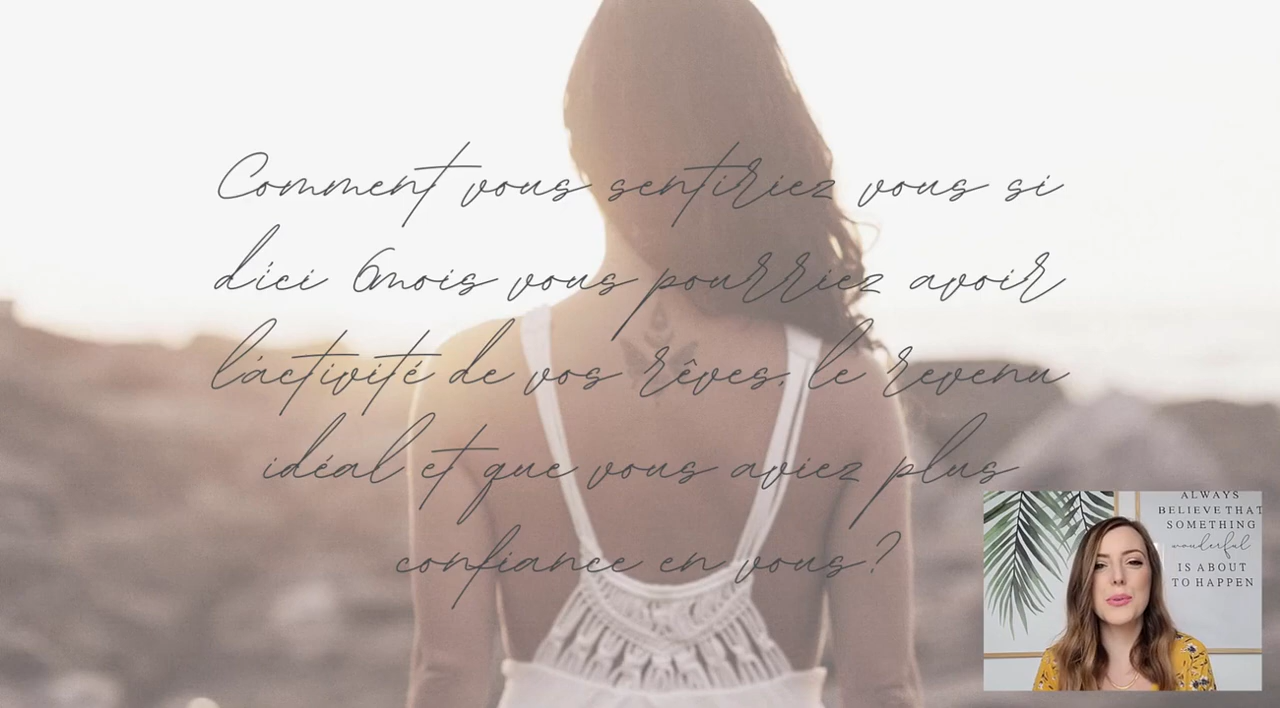 Comment vous sentiriez vous si
d'ici 6mois vous pourriez avoir
l'activité de vos rêves, le revenu
idéal et que vous aviez plus
confiance en vous?
ALWAYS
BELIEVE THAT
SOMETHING
wonderful
IS ABOUT
TO HAPPEN